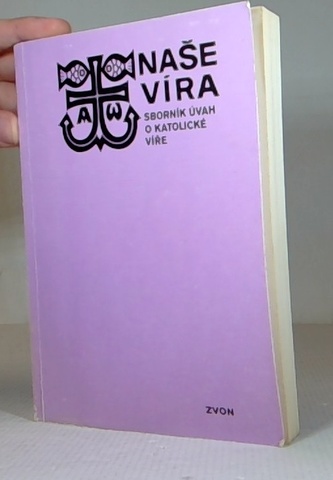 NAŠE
VÍRA
SBORNÍK ÚVAH
O KATOLICKÉ
VÍŘE
A W
ZVON